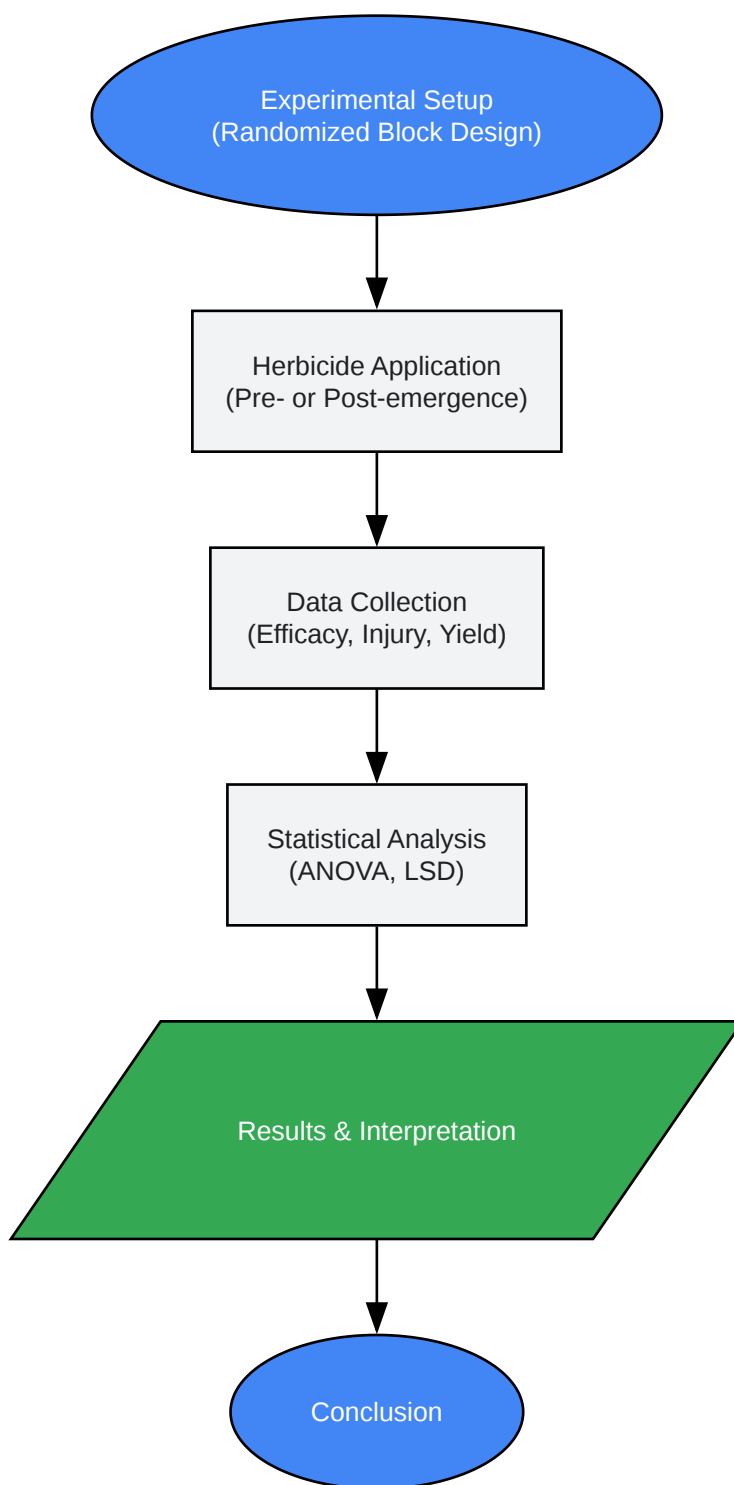 Experimental Setup
(Randomized Block Design)
Herbicide Application
(Pre- or Post-emergence)
Data Collection
(Efficacy, Injury, Yield)
Statistical Analysis
(ANOVA, LSD)
Results & Interpretation
Conclusion